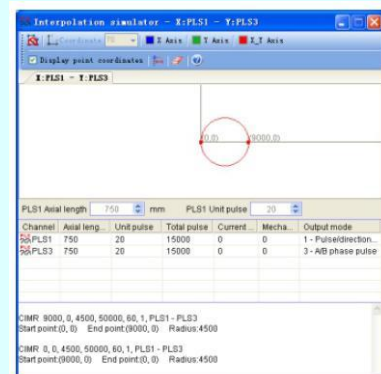 Interpolation simulator - X:PLS1 - Y:PLS3
Coordinate X Axis Y Axis X_Y Axis
Display point coordinates
X:PLS1 - Y:PLS3
(0,0) (9000,0)
PLS1 Axial length 750 mm PLS1 Unit pulse 20
Channel Axial leng... Unit pulse Total pulse Current ... Mecha... Output mode
PLS1 750 20 15000 0 0 1 - Pulse/direction...
PLS3 750 20 15000 0 0 3 - A/B phase pulse
CIMR 9000, 0, 4500, 50000, 60, 1, PLS1 - PLS3
Start point:(0, 0) End point:(9000, 0) Radius:4500
CIMR 0, 0, 4500, 50000, 60, 1, PLS1 - PLS3
Start point:(9000, 0) End point:(0, 0) Radius:4500